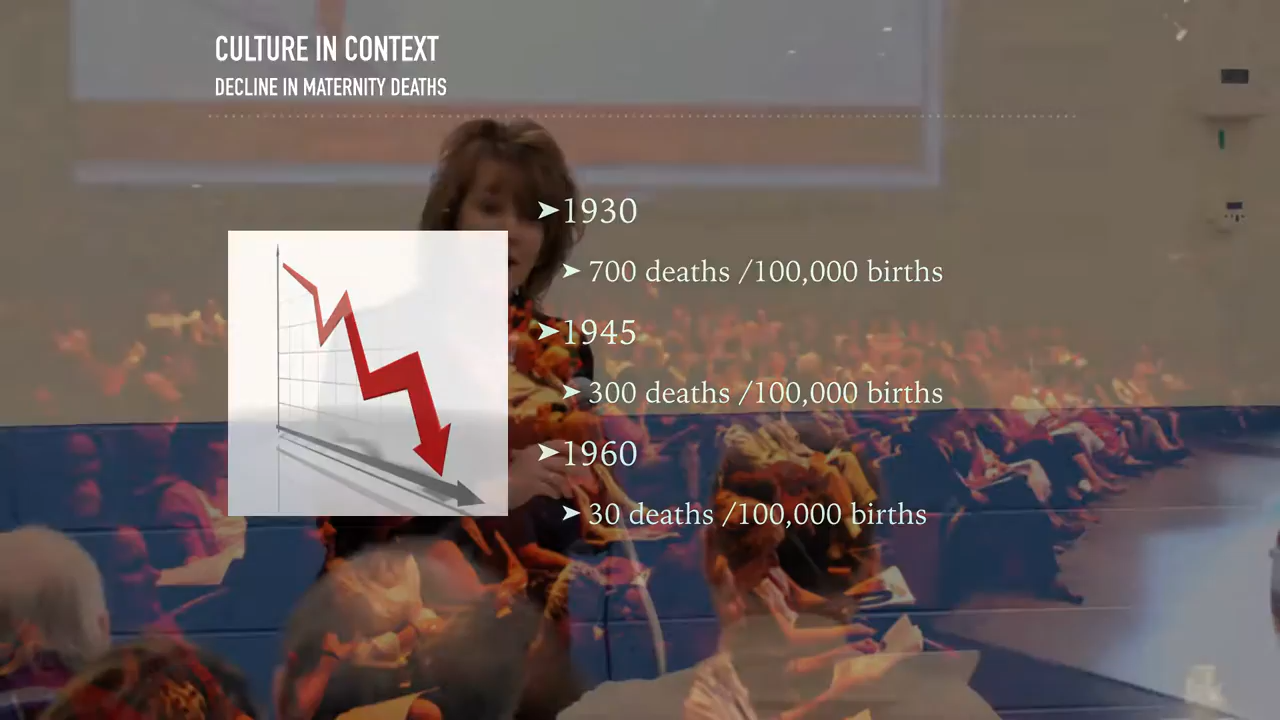 CULTURE IN CONTEXT
DECLINE IN MATERNITY DEATHS
➤1930
➤ 700 deaths /100,000 births
➤1945
➤ 300 deaths /100,000 births
➤1960
➤ 30 deaths /100,000 births